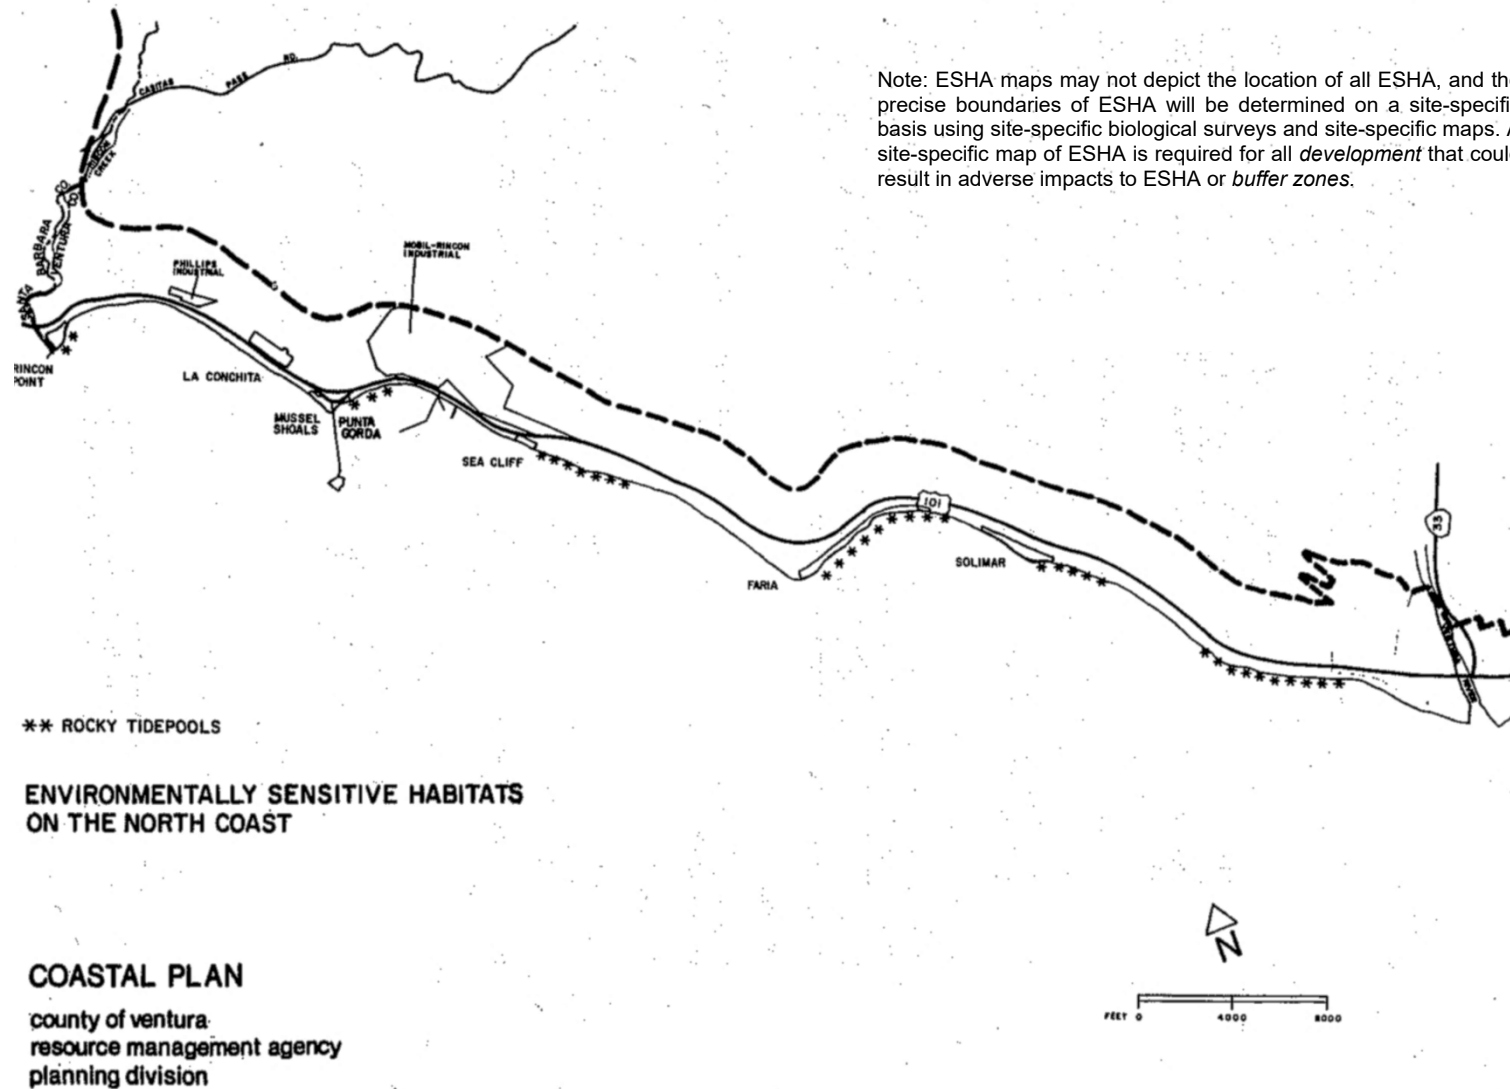 Note: ESHA maps may not depict the location of all ESHA, and the
precise boundaries of ESHA will be determined on a site-specifi
basis using site-specific biological surveys and site-specific maps. A
site-specific map of ESHA is required for all development that coul
result in adverse impacts to ESHA or buffer zones.
CASITAS PASS RD.
CREEK
CO.
CO.
SANTA BARBARA
VENTURA
PHILLIPS
INDUSTRIAL
MOBIL-RINCON
INDUSTRIAL
RINCON
POINT
LA CONCHITA
MUSSEL
SHOALS
PUNTA
GORDA
SEA CLIFF
101
33
FARIA
SOLIMAR
RIVER
** ROCKY TIDEPOOLS
ENVIRONMENTALLY SENSITIVE HABITATS
ON THE NORTH COAST
N
COASTAL PLAN
FEET 0 4000 8000
county of ventura
resource management agency
planning division